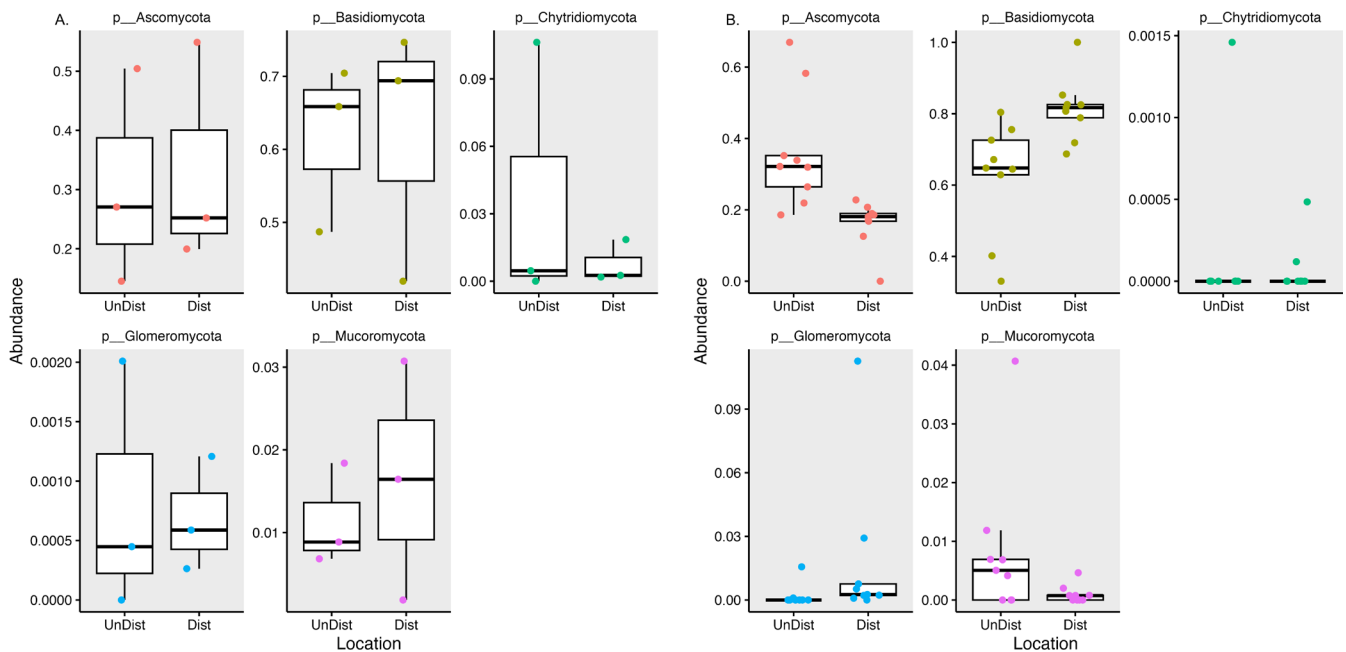 A.
p__Ascomycota
p__Basidiomycota
p__Chytridiomycota
0.5
0.4
0.3
0.2
0.7
0.6
0.5
0.09
0.06
0.03
0.00
UnDist
Dist
UnDist
Dist
UnDist
Dist
p__Glomeromycota
p__Mucoromycota
0.0020
0.0015
0.0010
0.0005
0.0000
0.03
0.02
0.01
UnDist
Dist
UnDist
Dist
Abundance
Location
B.
p__Ascomycota
p__Basidiomycota
p__Chytridiomycota
0.6
0.4
0.2
0.0
1.0
0.8
0.6
0.4
0.0015
0.0010
0.0005
0.0000
UnDist
Dist
UnDist
Dist
UnDist
Dist
p__Glomeromycota
p__Mucoromycota
0.09
0.06
0.03
0.00
0.04
0.03
0.02
0.01
0.00
UnDist
Dist
UnDist
Dist
Abundance
Location